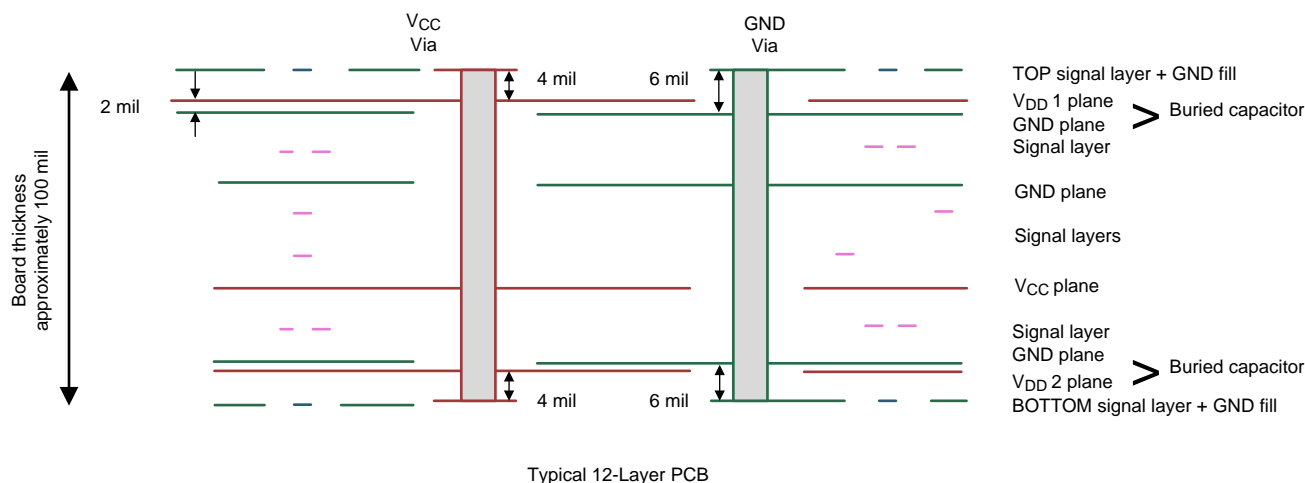 VCC
Via
GND
Via
4 mil
6 mil
2 mil
TOP signal layer + GND fill
VDD 1 plane
GND plane
> Buried capacitor
Signal layer
GND plane
Signal layers
VCC plane
Signal layer
GND plane
VDD 2 plane
> Buried capacitor
BOTTOM signal layer + GND fill
4 mil
6 mil
Board thickness
approximately 100 mil
Typical 12-Layer PCB